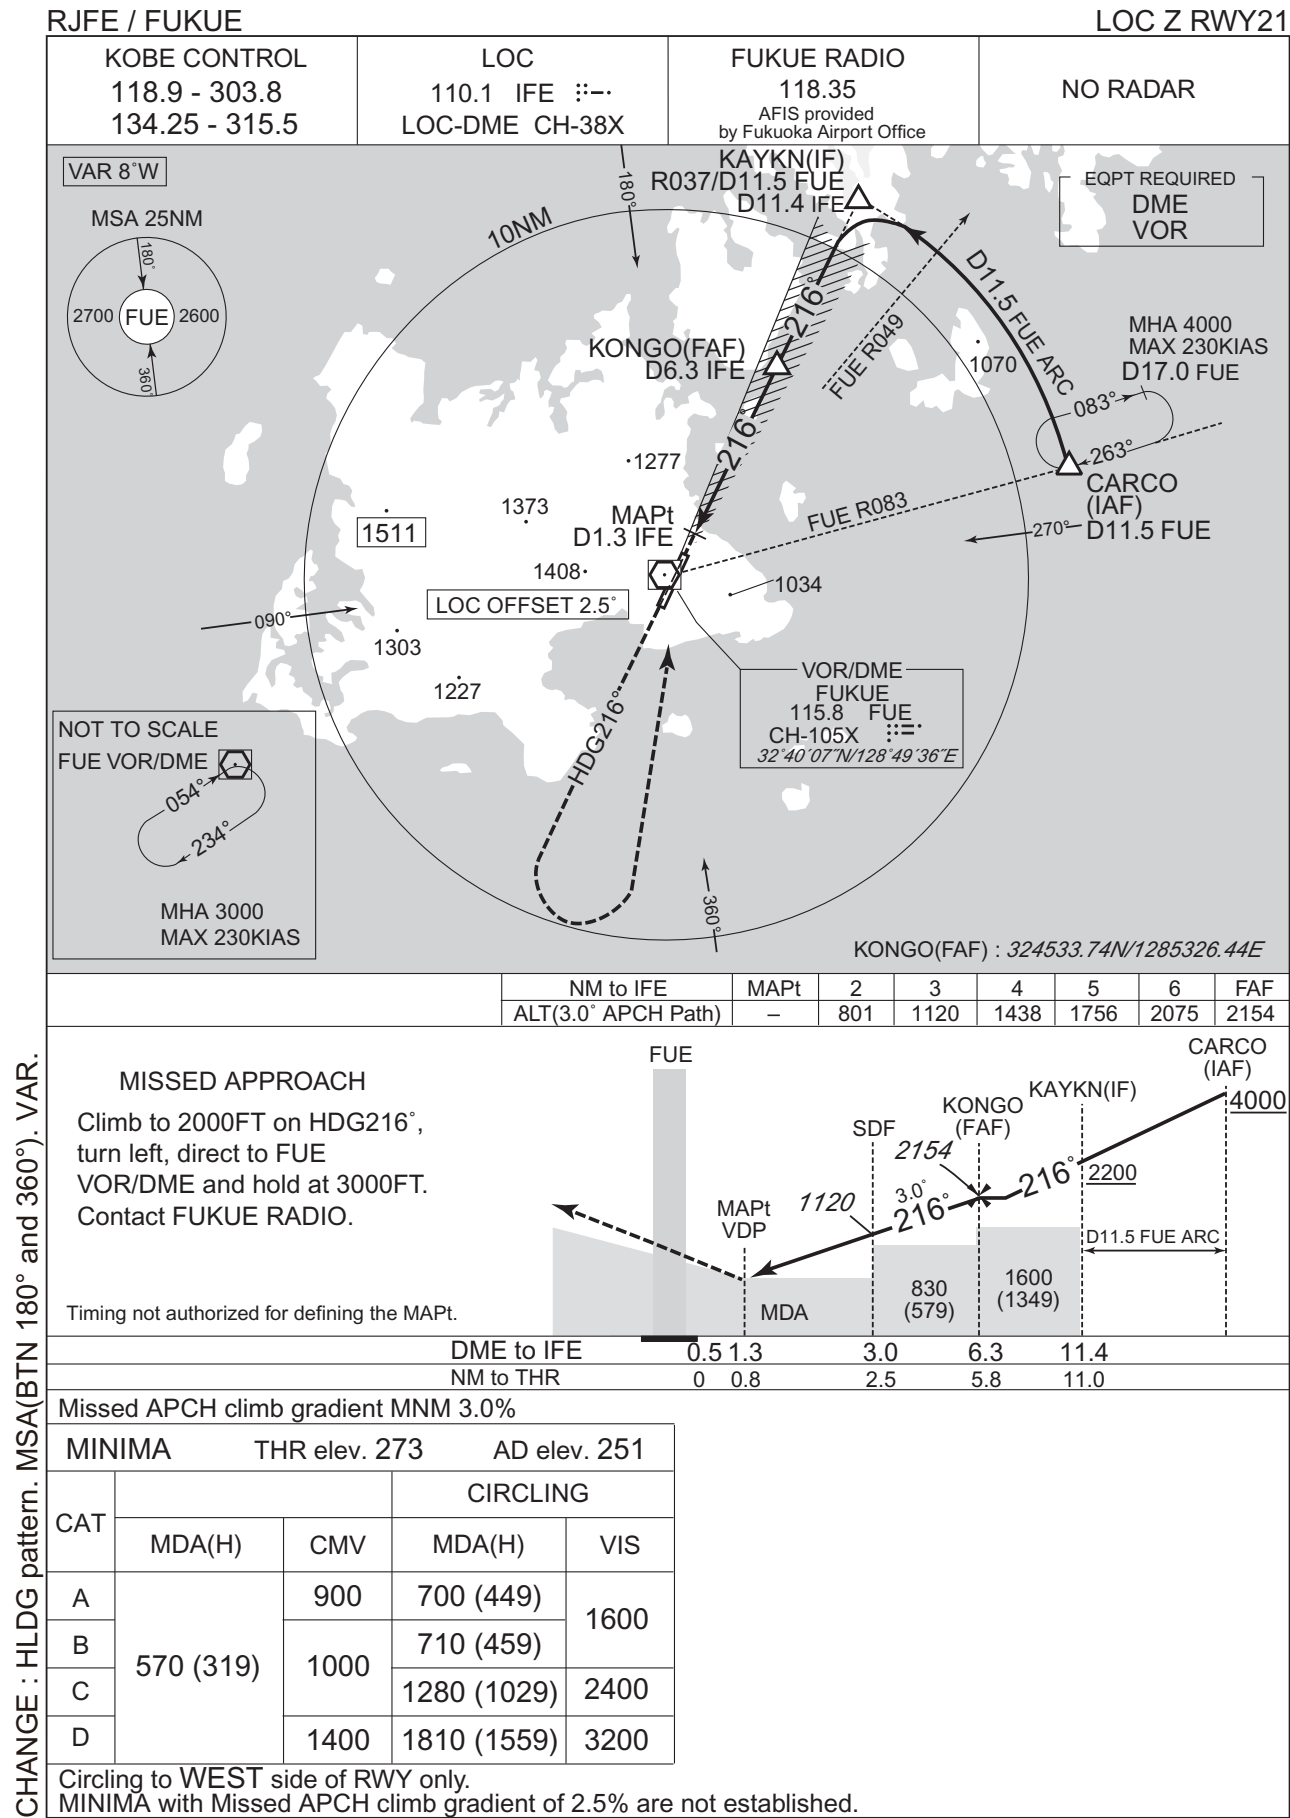 RJFE / FUKUE
LOC Z RWY21
KOBE CONTROL
118.9 - 303.8
134.25 - 315.5
LOC
110.1 IFE
LOC-DME CH-38X
FUKUE RADIO
118.35
AFIS provided
by Fukuoka Airport Office
NO RADAR
VAR 8°W
MSA 25NM
180°
2700
FUE
2600
360°
10NM
180°
KAYKN(IF)
R037/D11.5 FUE
D11.4 IFE
EQPT REQUIRED
DME
VOR
D11.5 FUE ARC
216°
FUE R049
KONGO(FAF)
D6.3 IFE
1070
MHA 4000
MAX 230KIAS
D17.0 FUE
083°
263°
216°
1277
CARCO
(IAF)
D11.5 FUE
FUE R083
270°
1373
MAPt
D1.3 IFE
1511
1408
1034
LOC OFFSET 2.5°
090°
1303
1227
VOR/DME
FUKUE
115.8 FUE
CH-105X
32°40´07˝N/128°49´36˝E
HDG216°
NOT TO SCALE
FUE VOR/DME
054°
234°
MHA 3000
MAX 230KIAS
360°
KONGO(FAF) : 324533.74N/1285326.44E
NM to IFE MAPt 2 3 4 5 6 FAF
ALT(3.0° APCH Path) – 801 1120 1438 1756 2075 2154
MISSED APPROACH
Climb to 2000FT on HDG216°,
turn left, direct to FUE
VOR/DME and hold at 3000FT.
Contact FUKUE RADIO.
Timing not authorized for defining the MAPt.
FUE
CARCO
(IAF)
4000
KAYKN(IF)
2200
KONGO
(FAF)
2154
SDF
216°
3.0°
216°
1120
MAPt
VDP
D11.5 FUE ARC
MDA
830
(579)
1600
(1349)
DME to IFE 0.5 1.3 3.0 6.3 11.4
NM to THR 0 0.8 2.5 5.8 11.0
Missed APCH climb gradient MNM 3.0%
MINIMA THR elev. 273 AD elev. 251
CAT
CIRCLING
MDA(H) CMV MDA(H) VIS
A 570 (319) 900 700 (449) 1600
B 1000 710 (459)
C 1280 (1029) 2400
D 1400 1810 (1559) 3200
Circling to WEST side of RWY only.
MINIMA with Missed APCH climb gradient of 2.5% are not established.
CHANGE : HLDG pattern. MSA(BTN 180° and 360°). VAR.